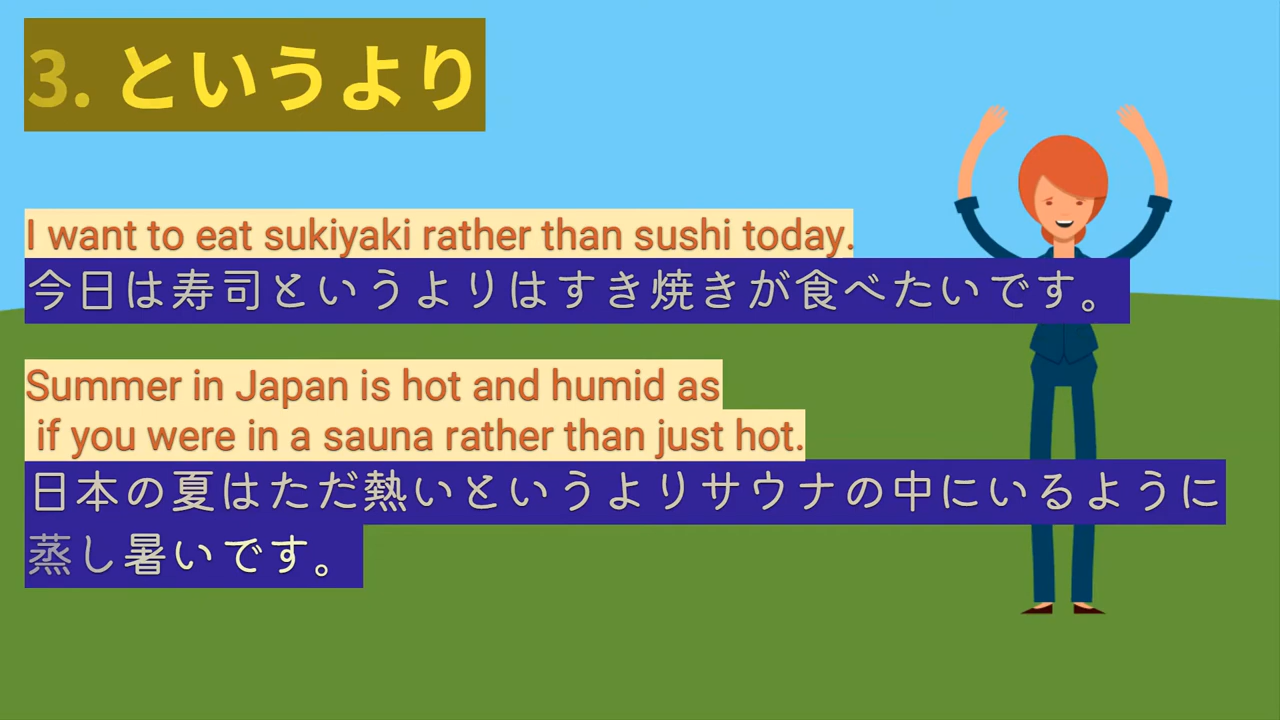 3. というより
I want to eat sukiyaki rather than sushi today.
今日は寿司というよりはすき焼きが食べたいです。
Summer in Japan is hot and humid as
if you were in a sauna rather than just hot.
日本の夏はただ熱いというよりサウナの中にいるように
蒸し暑いです。